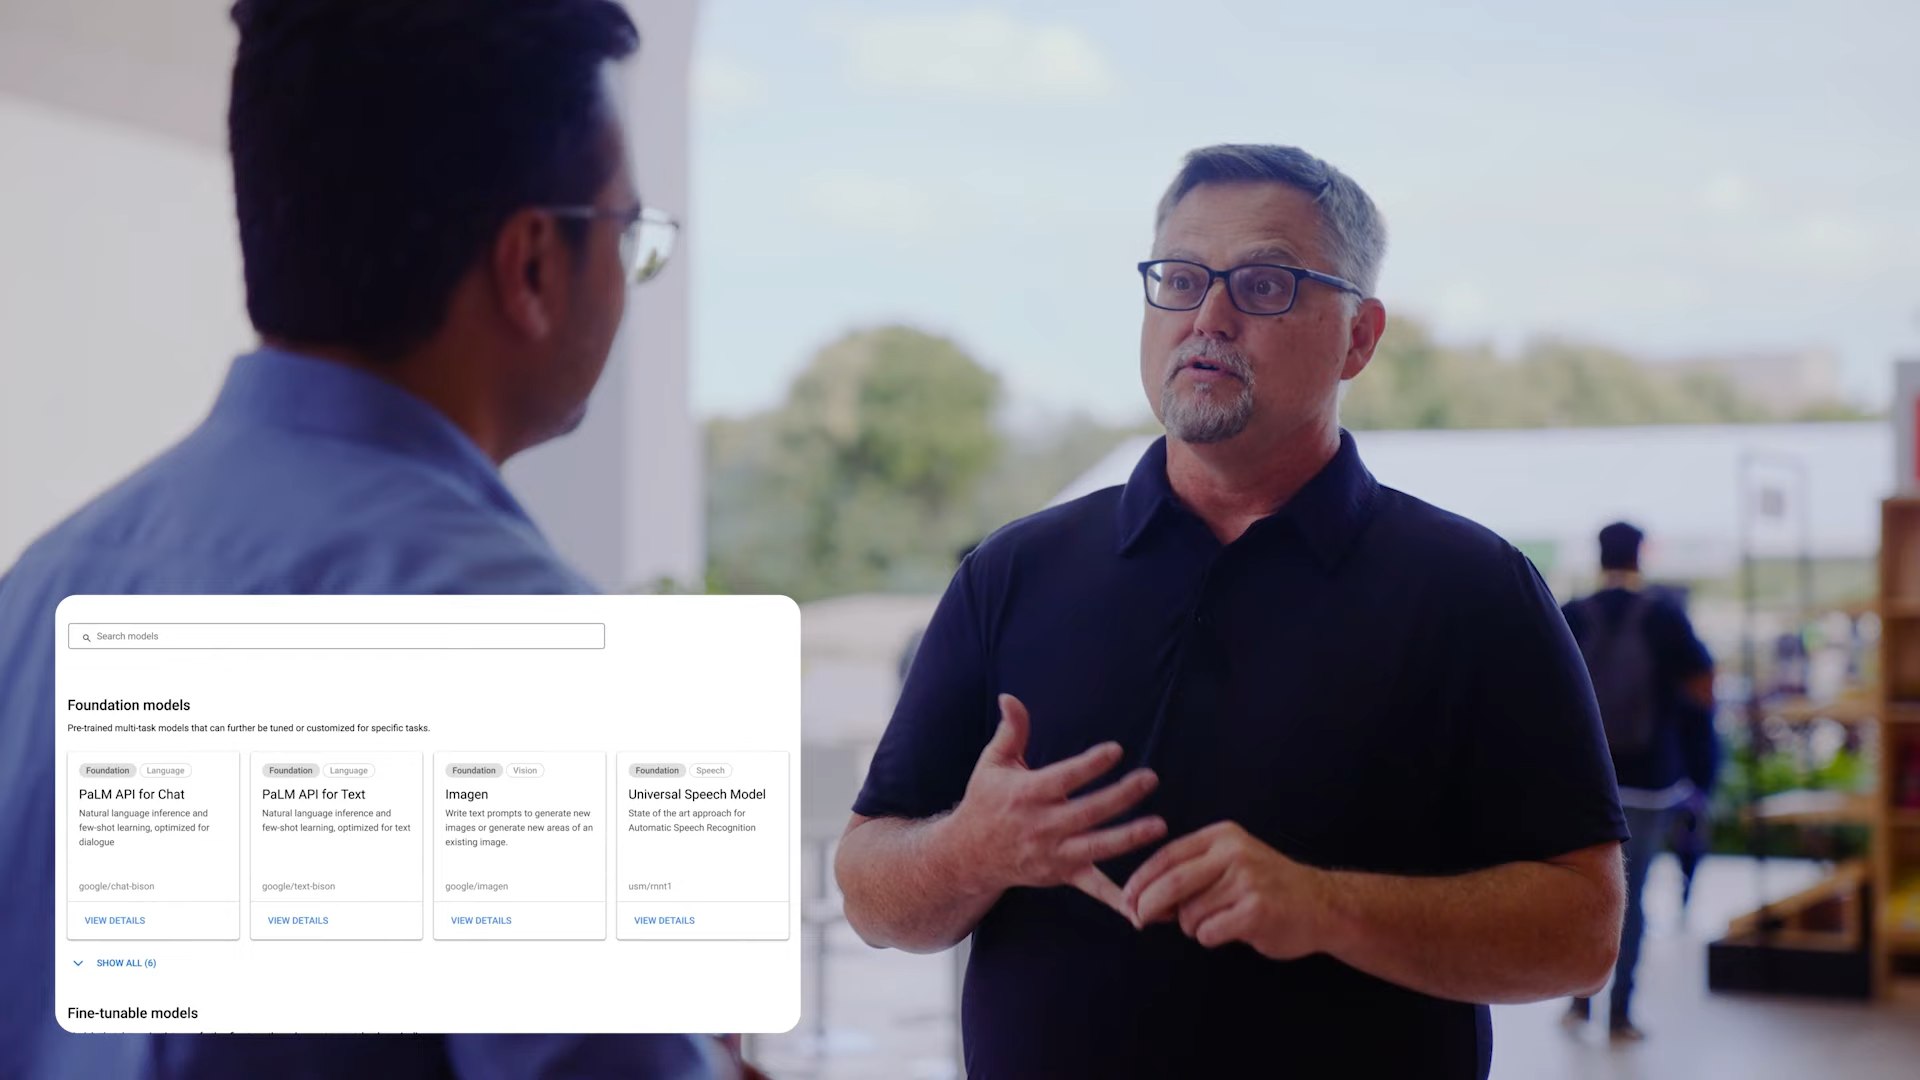 Search models
Foundation models
Pre-trained multi-task models that can further be tuned or customized for specific tasks.
Foundation Language
PaLM API for Chat
Natural language inference and
few-shot learning, optimized for
dialogue
google/chat-bison
VIEW DETAILS
Foundation Language
PaLM API for Text
Natural language inference and
few-shot learning, optimized for text
google/text-bison
VIEW DETAILS
Foundation Vision
Imagen
Write text prompts to generate new
images or generate new areas of an
existing image.
google/imagen
VIEW DETAILS
Foundation Speech
Universal Speech Model
State of the art approach for
Automatic Speech Recognition
usm/mnt1
VIEW DETAILS
SHOW ALL (6)
Fine-tunable models